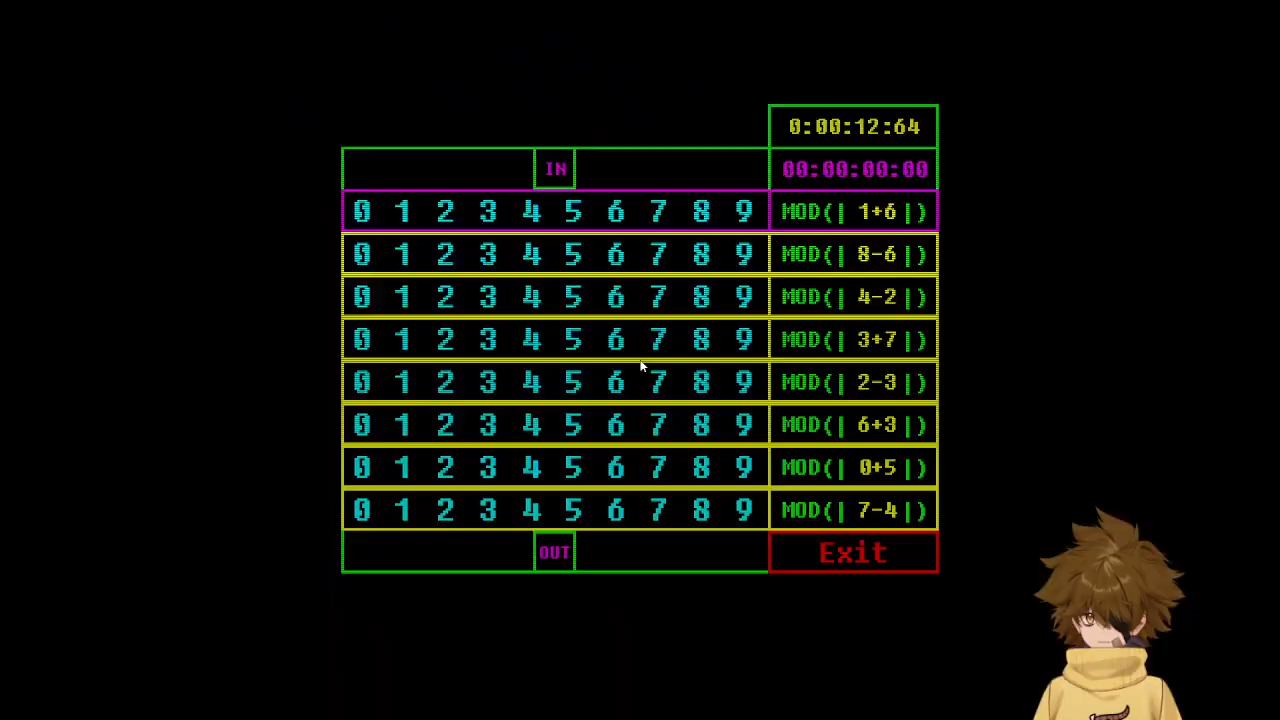 0:00:12:64
IN 00:00:00:00
0 1 2 3 4 5 6 7 8 9 MOD(| 1+6 |)
0 1 2 3 4 5 6 7 8 9 MOD(| 8-6 |)
0 1 2 3 4 5 6 7 8 9 MOD(| 4-2 |)
0 1 2 3 4 5 6 7 8 9 MOD(| 3+7 |)
0 1 2 3 4 5 6 7 8 9 MOD(| 2-3 |)
0 1 2 3 4 5 6 7 8 9 MOD(| 6+3 |)
0 1 2 3 4 5 6 7 8 9 MOD(| 0+5 |)
0 1 2 3 4 5 6 7 8 9 MOD(| 7-4 |)
OUT Exit